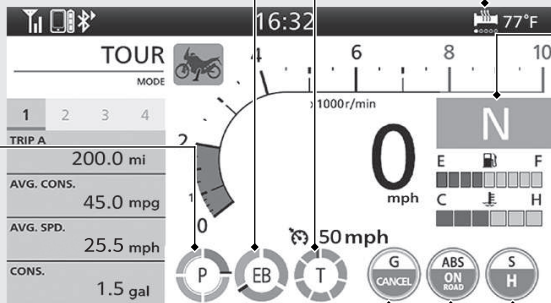 16:32
77°F
TOUR
MODE
4 6 8 10
x1000r/min
1 2 3 4
TRIP A
200.0 mi
AVG. CONS.
45.0 mpg
AVG. SPD.
25.5 mph
CONS.
1.5 gal
2
1
0
0
mph
50 mph
N
E F
C H
P
EB
T
G
CANCEL
ABS
ON
ROAD
S
H